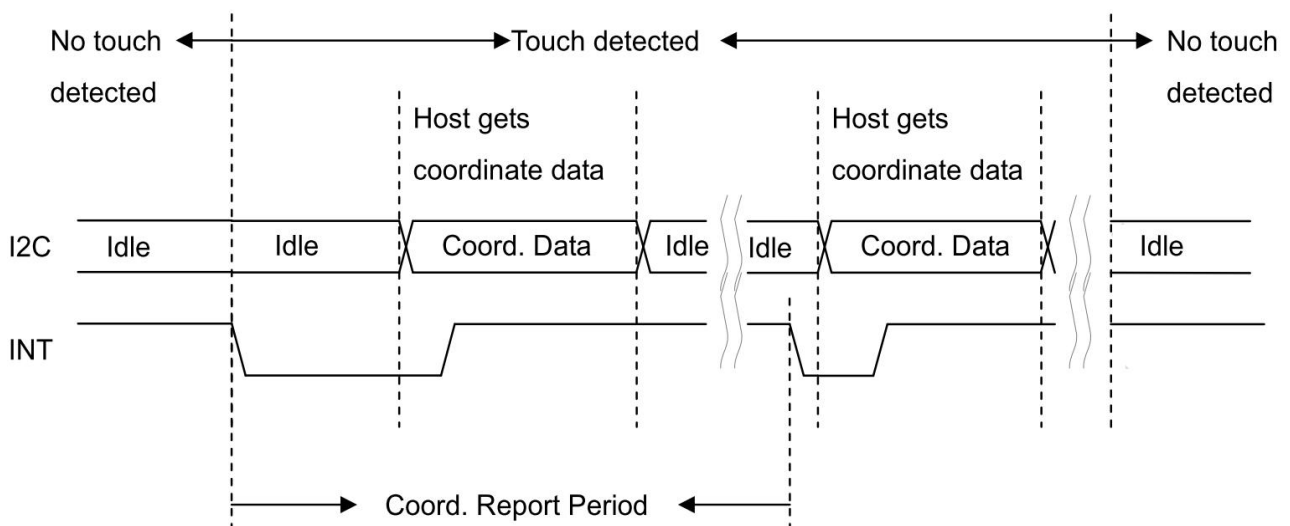 No touch
detected
Touch detected
No touch
detected
Host gets
coordinate data
Host gets
coordinate data
I2C
Idle
Idle
Coord. Data
Idle
Idle
Coord. Data
Idle
INT
Coord. Report Period